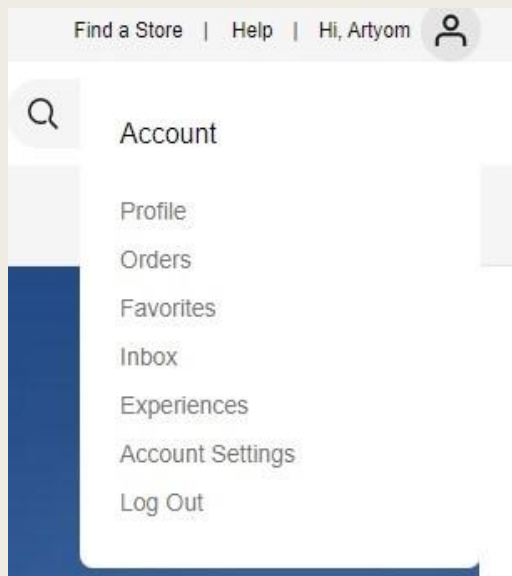 Find a Store | Help | Hi, Artyom
Account
Profile
Orders
Favorites
Inbox
Experiences
Account Settings
Log Out